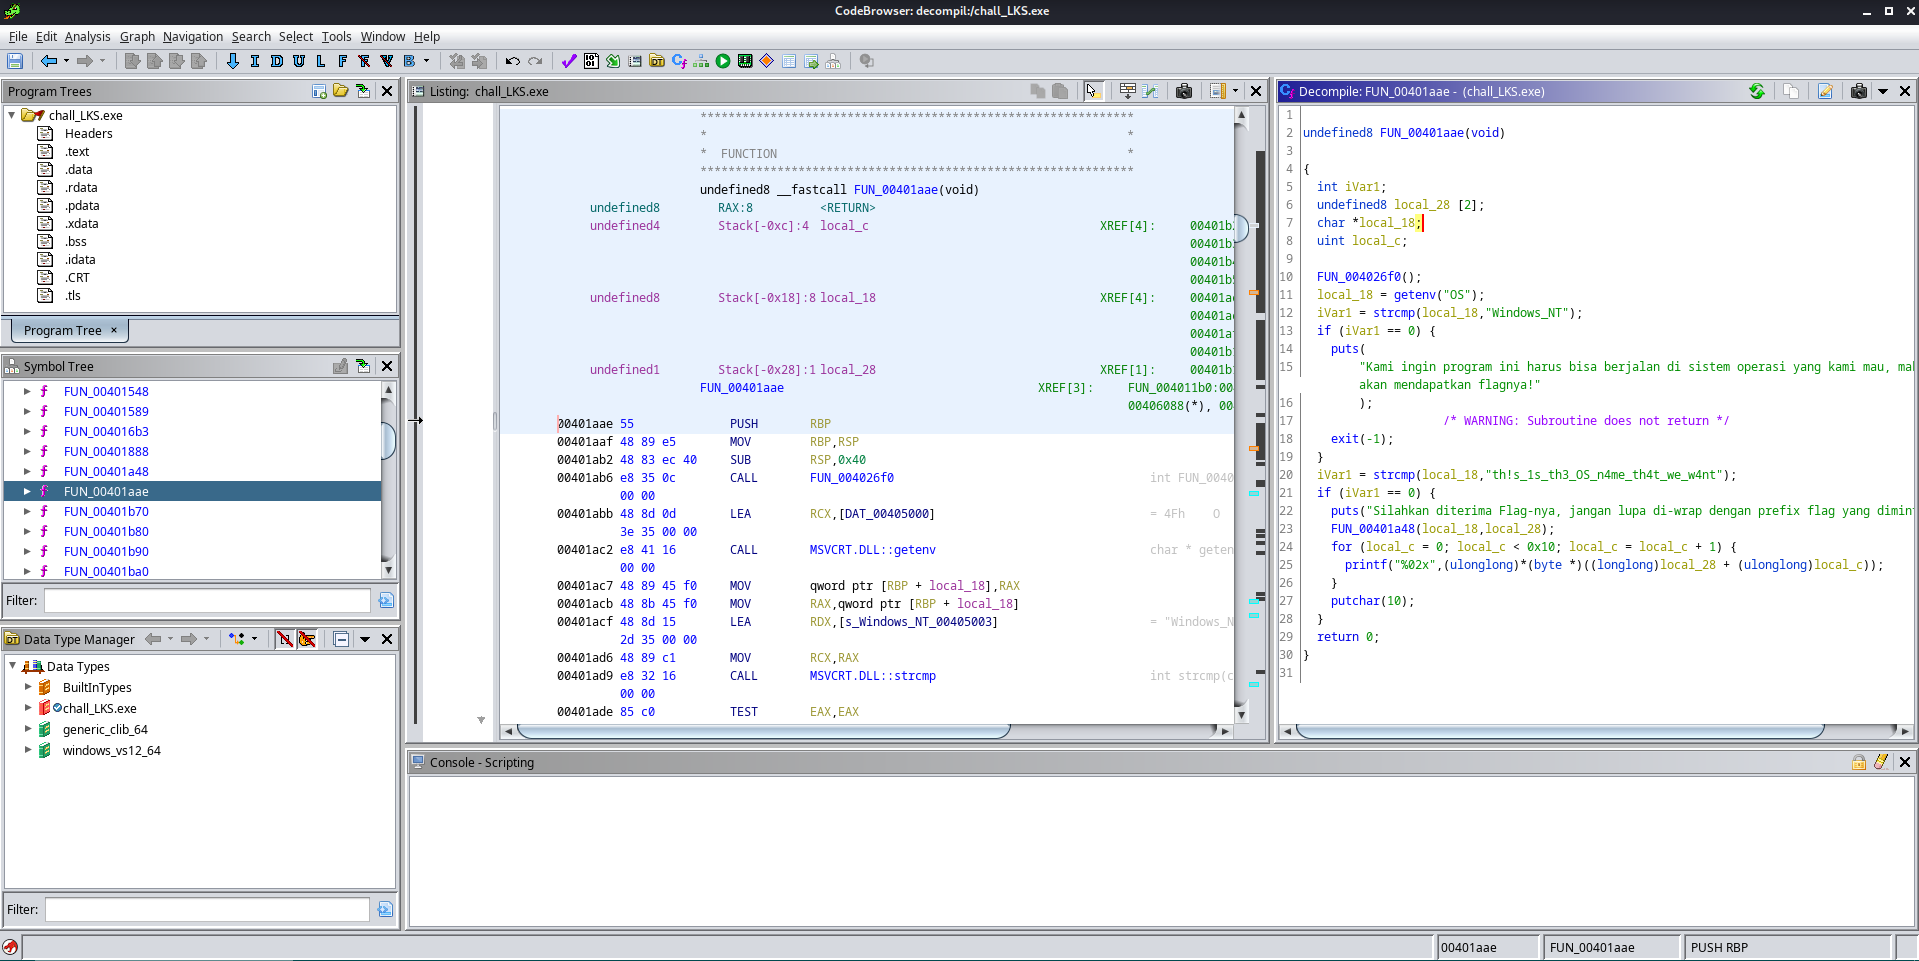 CodeBrowser: decompil:/chall_LKS.exe
File Edit Analysis Graph Navigation Search Select Tools Window Help
I D U L F B
Program Trees
chall_LKS.exe
Headers
.text
.data
.rdata
.pdata
.xdata
.bss
.idata
.CRT
.tls
Program Tree ×
Symbol Tree
f FUN_00401548
f FUN_00401589
f FUN_004016b3
f FUN_00401888
f FUN_00401a48
f FUN_00401aae
f FUN_00401b70
f FUN_00401b80
f FUN_00401b90
f FUN_00401ba0
Filter:
Data Type Manager
Data Types
BuiltInTypes
chall_LKS.exe
generic_clib_64
windows_vs12_64
Filter:
Listing: chall_LKS.exe
**************************************************************
* *
* FUNCTION *
**************************************************************
undefined8 __fastcall FUN_00401aae(void)
undefined8 RAX:8 <RETURN>
undefined4 Stack[-0xc]:4 local_c XREF[4]: 00401b
00401b
00401b
00401b
undefined8 Stack[-0x18]:8 local_18 XREF[4]: 00401a
00401a
00401a
00401b
undefined1 Stack[-0x28]:1 local_28 XREF[1]: 00401b
FUN_00401aae XREF[3]: FUN_004011b0:00
00406088(*), 00
00401aae 55 PUSH RBP
00401aaf 48 89 e5 MOV RBP,RSP
00401ab2 48 83 ec 40 SUB RSP,0x40
00401ab6 e8 35 0c CALL FUN_004026f0 int FUN_0040
00 00
00401abb 48 8d 0d LEA RCX,[DAT_00405000] = 4Fh O
3e 35 00 00
00401ac2 e8 41 16 CALL MSVCRT.DLL::getenv char * geten
00 00
00401ac7 48 89 45 f0 MOV qword ptr [RBP + local_18],RAX
00401acb 48 8b 45 f0 MOV RAX,qword ptr [RBP + local_18]
00401acf 48 8d 15 LEA RDX,[s_Windows_NT_00405003] = "Windows_N
2d 35 00 00
00401ad6 48 89 c1 MOV RCX,RAX
00401ad9 e8 32 16 CALL MSVCRT.DLL::strcmp int strcmp(c
00 00
00401ade 85 c0 TEST EAX,EAX
Decompile: FUN_00401aae - (chall_LKS.exe)
1
2 undefined8 FUN_00401aae(void)
3
4 {
5 int iVar1;
6 undefined8 local_28 [2];
7 char *local_18;
8 uint local_c;
9
10 FUN_004026f0();
11 local_18 = getenv("OS");
12 iVar1 = strcmp(local_18,"Windows_NT");
13 if (iVar1 == 0) {
14 puts(
15 "Kami ingin program ini harus bisa berjalan di sistem operasi yang kami mau, ma
akan mendapatkan flagnya!"
16 );
17 /* WARNING: Subroutine does not return */
18 exit(-1);
19 }
20 iVar1 = strcmp(local_18,"th!s_1s_th3_OS_n4me_th4t_we_w4nt");
21 if (iVar1 == 0) {
22 puts("Silahkan diterima Flag-nya, jangan lupa di-wrap dengan prefix flag yang dimin
23 FUN_00401a48(local_18,local_28);
24 for (local_c = 0; local_c < 0x10; local_c = local_c + 1) {
25 printf("%02x",(ulonglong)*(byte *)((longlong)local_28 + (ulonglong)local_c));
26 }
27 putchar(10);
28 }
29 return 0;
30 }
31
Console - Scripting
00401aae FUN_00401aae PUSH RBP